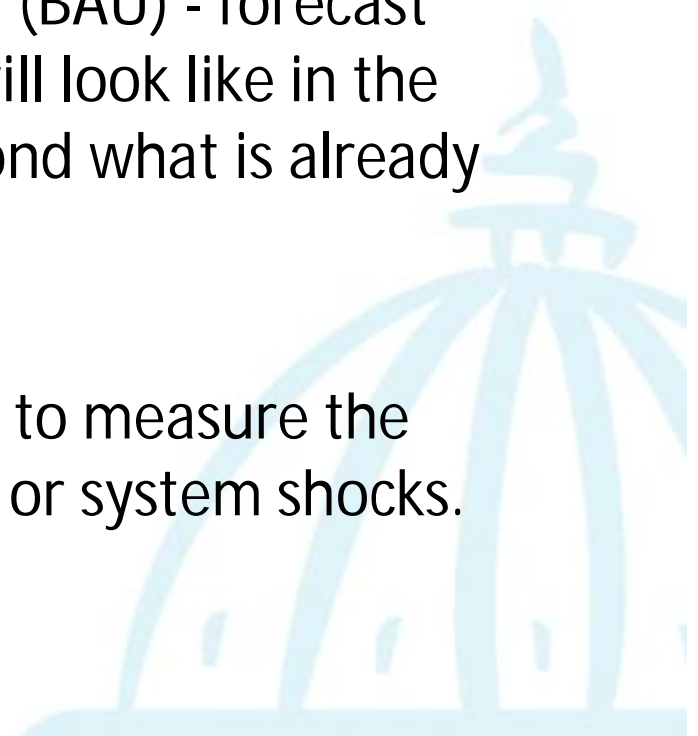 (BAU) - forecast
ill look like in the
ond what is already
to measure the
or system shocks.